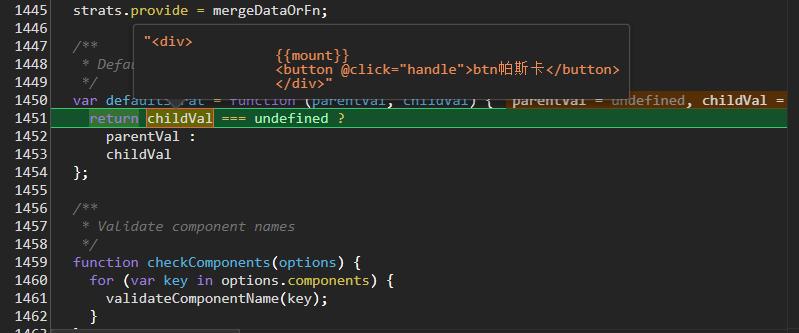 1445 strats.provide = mergeDataOrFn;
1446
"<div>
{{mount}}
<button @click="handle">btn帕斯卡</button>
</div>"
1447 /**
1448 * Defau
1449 */
1450 var defaultStrat = function (parentVal, childVal) { parentVal = undefined, childVal =
1451 return childVal === undefined ?
1452 parentVal :
1453 childVal
1454 };
1455
1456 /**
1457 * Validate component names
1458 */
1459 function checkComponents(options) {
1460 for (var key in options.components) {
1461 validateComponentName(key);
1462 }